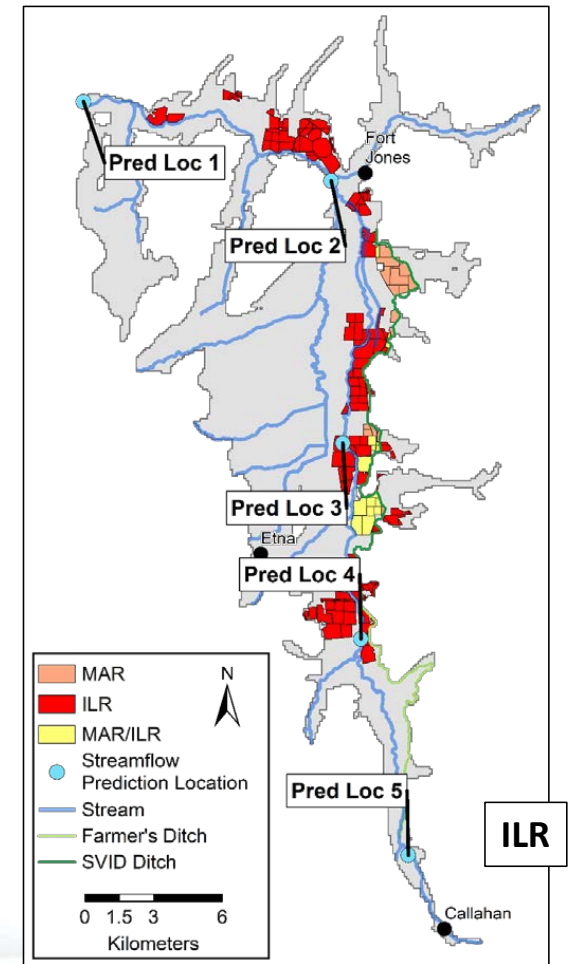 Fort
Jones
Pred Loc 1
Pred Loc 2
Pred Loc 3
Etna
Pred Loc 4
Pred Loc 5
MAR
ILR
MAR/ILR
Streamflow
Prediction Location
Stream
Farmer's Ditch
SVID Ditch
N
0 1.5 3 6
Kilometers
ILR
Callahan